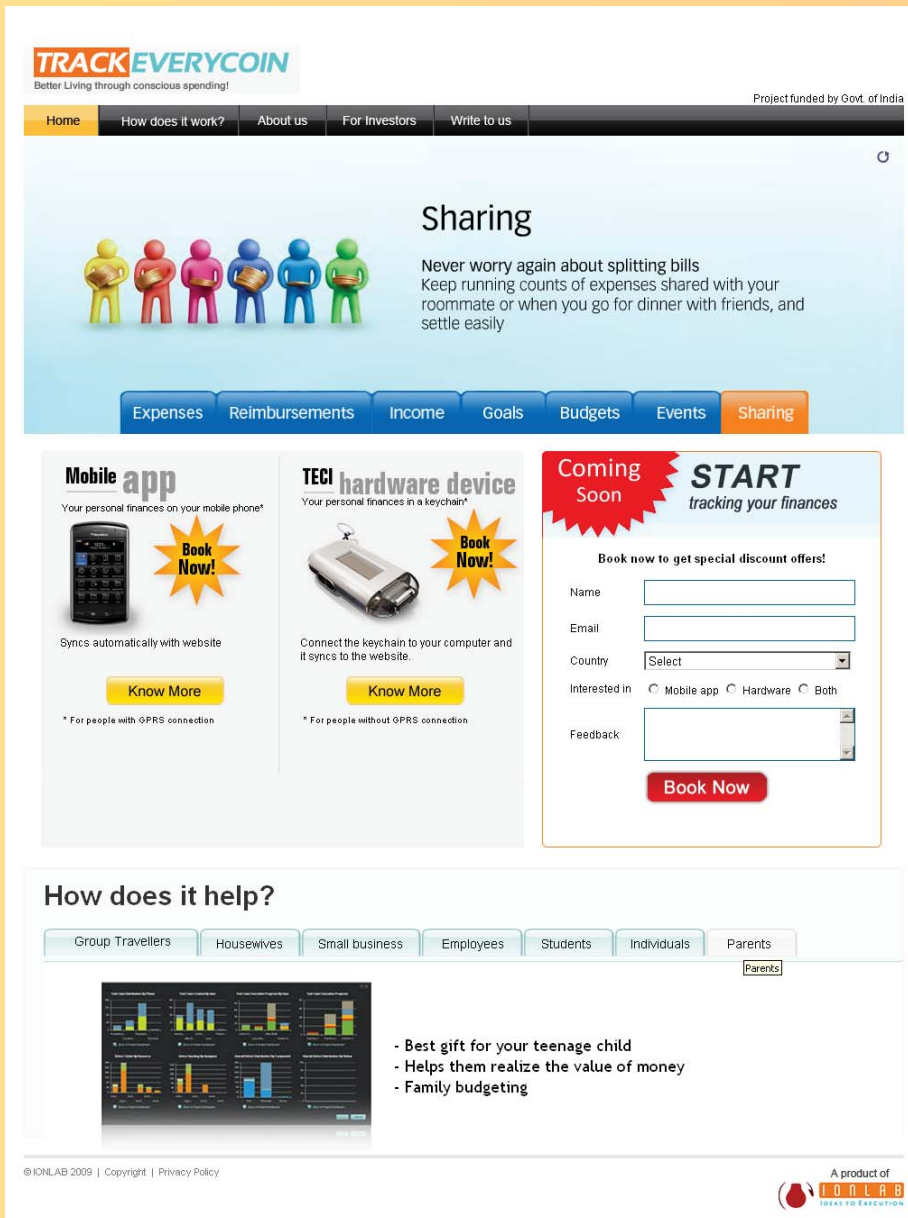 TRACKEVERYCOIN
Better Living through conscious spending!
Project funded by Govt. of India
Home How does it work? About us For Investors Write to us
Sharing
Never worry again about splitting bills
Keep running counts of expenses shared with your
roommate or when you go for dinner with friends, and
settle easily
Expenses Reimbursements Income Goals Budgets Events Sharing
Mobile app
Your personal finances on your mobile phone*
Book
Now!
Syncs automatically with website
Know More
* For people with GPRS connection
TECI hardware device
Your personal finances in a keychain*
Book
Now!
Connect the keychain to your computer and
it syncs to the website.
Know More
* For people without GPRS connection
Coming
Soon
START
tracking your finances
Book now to get special discount offers!
Name
Email
Country Select
Interested in Mobile app Hardware Both
Feedback
Book Now
How does it help?
Group Travellers Housewives Small business Employees Students Individuals Parents
Parents
- Best gift for your teenage child
- Helps them realize the value of money
- Family budgeting
© IONLAB 2009 | Copyright | Privacy Policy
A product of
IONLAB
IDEAS TO EXECUTION